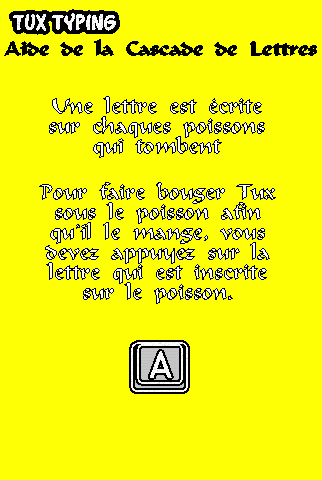 TUX TYPING
Aide de la Cascade de Lettres
Une lettre est écrite
sur chaques poissons
qui tombent
Pour faire bouger Tux
sous le poisson afin
qu'il le mange, vous
devez appuyez sur la
lettre qui est inscrite
sur le poisson.
A